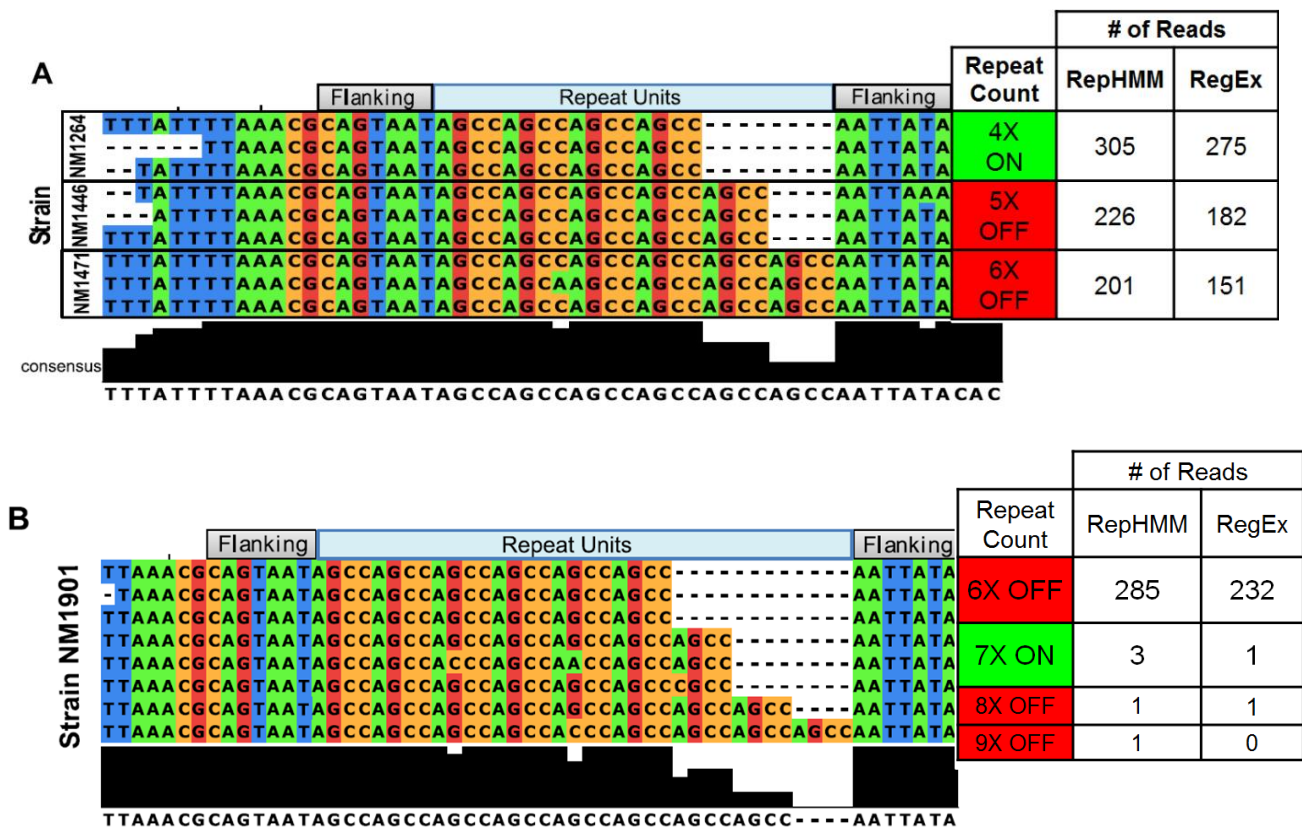 A
# of Reads
Flanking Repeat Units Flanking
Repeat Count RepHMM RegEx
Strain
NM1264
TTTATTTTAAACGCAGTAATAGCCAGCCAGCCAGCC--------AATTATA
------TTAAACGCAGTAATAGCCAGCCAGCCAGCC--------AATTATA
--TATTTTAAACGCAGTAATAGCCAGCCAGCCAGCC--------AATTATA
4X ON 305 275
NM1446
--TATTTTAAACGCAGTAATAGCCAGCCAGCCAGCCAGCC----AATTAAA
---ATTTTAAACGCAGTAATAGCCAGCCAGCCAGCCAGCC----AATTATA
TTTATTTTAAACGCAGTAATAGCCAGCCAGCCAGCCAGCC----AATTATA
5X OFF 226 182
NM1471
TTTATTTTAAACGCAGTAATAGCCAGCCAGCCAGCCAGCCAGCCAATTATA
TTTATTTTAAACGCAGTAATAGCCAGCAAGCCAGCCAGCCAGCCAATTATA
TTTATTTTAAACGCAGTAATAGCCAGCCAGCCAGCCAGCCAGCCAATTATA
6X OFF 201 151
consensus
TTTATTTTAAACGCAGTAATAGCCAGCCAGCCAGCCAGCCAGCCAATTATACAC
B
# of Reads
Flanking Repeat Units Flanking
Repeat Count RepHMM RegEx
Strain NM1901
TTAAACGCAGTAATAGCCAGCCAGCCAGCCAGCCAGCC------------AATTATA
-TAAACGCAGTAATAGCCAGCCAGCCAGCCAGCCAGCC------------AATTATA
TTAAACGCAGTAATAGCCAGCCAGCCAGCCAGCCAGCC------------AATTATA
TTAAACGCAGTAATAGCCAGCCAGCCAGCCAGCCAGCCAGCC--------AATTATA
TTAAACGCAGTAATAGCCAGCCACCCAGCCAACCAGCCAGCC--------AATTATA
TTAAACGCAGTAATAGCCAGCCAGCCAGCCAGCCAGCCCGCC--------AATTATA
TTAAACGCAGTAATAGCCAGCCAGCCAGCCAGCCAGCCAGCCAGCC----AATTATA
TTAAACGCAGTAATAGCCAGCCAGCCAGCCACCCAGCCAGCCAGCCAGCCAATTATA
6X OFF 285 232
7X ON 3 1
8X OFF 1 1
9X OFF 1 0
TTAAACGCAGTAATAGCCAGCCAGCCAGCCAGCCAGCCAGCCAGCC----AATTATA